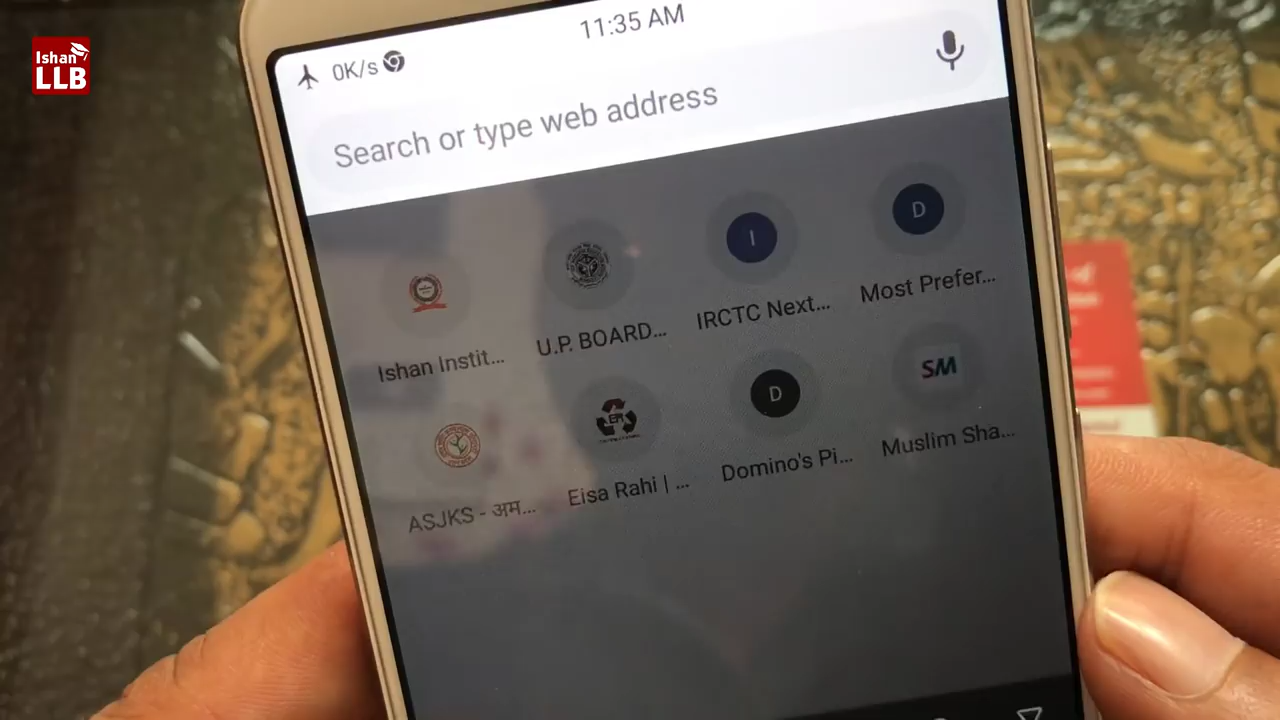 Ishan
LLB
11:35 AM
0K/s
Search or type web address
Ishan Instit...
U.P. BOARD...
I
IRCTC Next...
D
Most Prefer...
ASJKS - अम...
Eisa Rahi | ...
D
Domino's Pi...
SM
Muslim Sha...